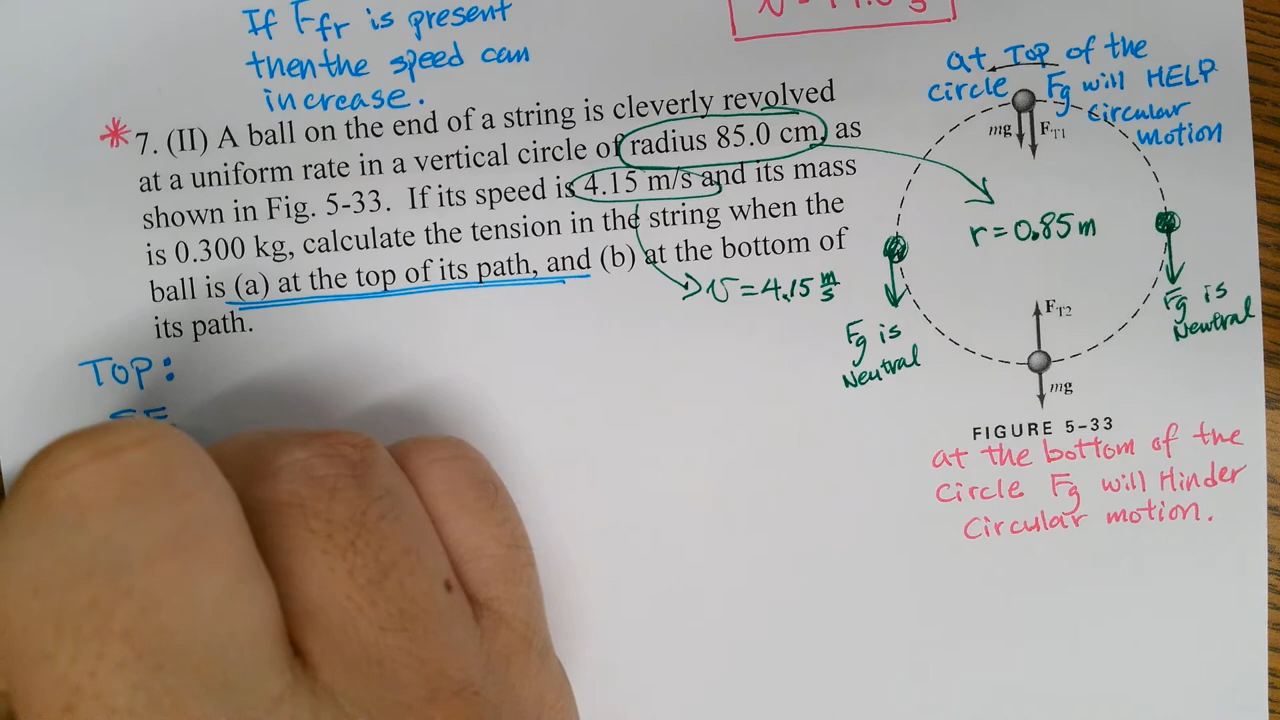 If Ffr is present
then the speed can
increase.
* 7. (II) A ball on the end of a string is cleverly revolved
at a uniform rate in a vertical circle of radius 85.0 cm, as
shown in Fig. 5-33. If its speed is 4.15 m/s and its mass
is 0.300 kg, calculate the tension in the string when the
ball is (a) at the top of its path, and (b) at the bottom of
its path.
v = 4.15 m/s
TOP:
at TOP of the
circle Fg will HELP
circular
motion
mg
FT1
r = 0.85 m
Fg is
Neutral
Fg is
Newtral
FT2
mg
FIGURE 5-33
at the bottom of the
circle Fg will Hinder
circular motion.